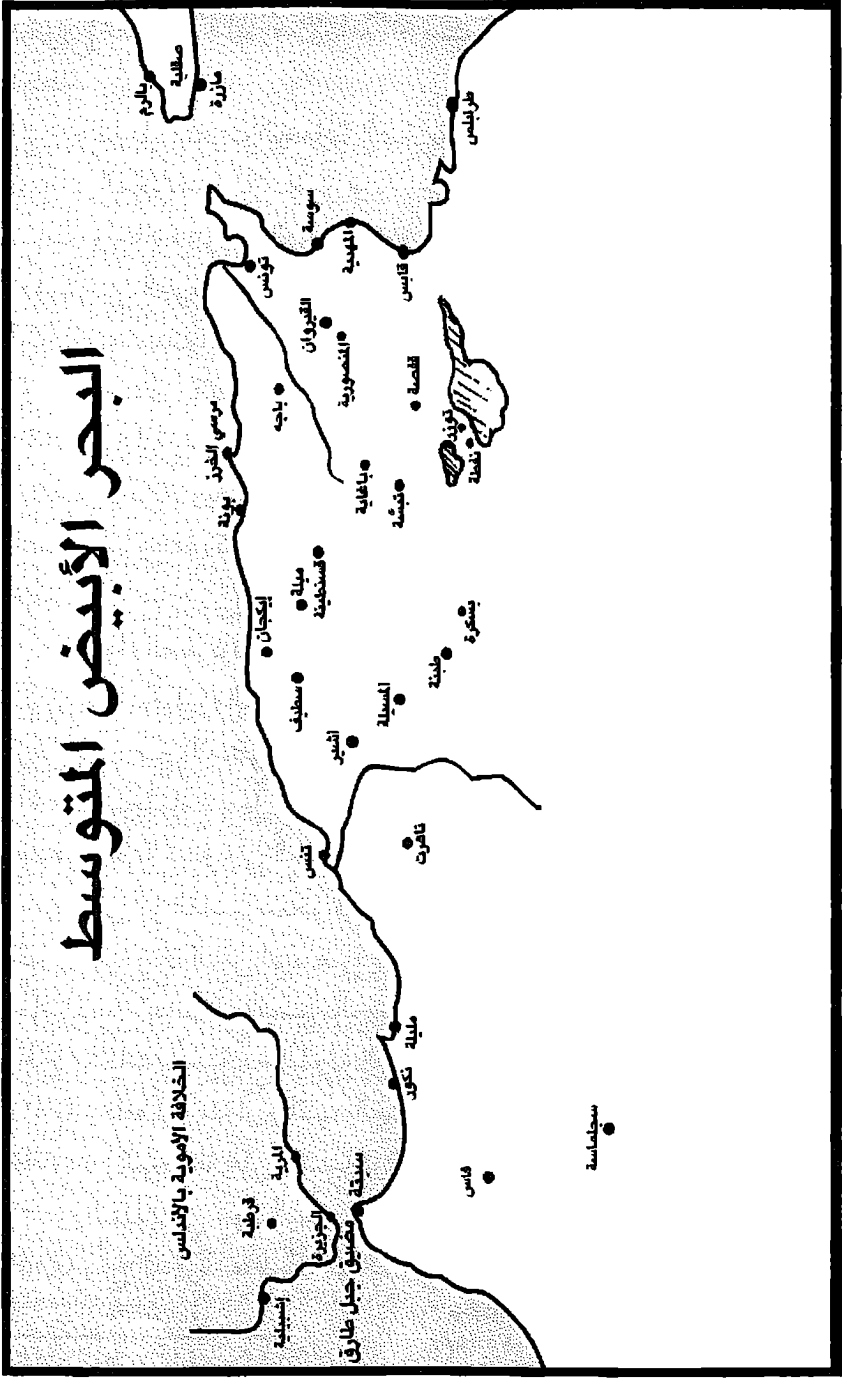 البحر الأبيض المتوسط
صقلية
بالرم
مازرة
طرابلس
سوسة
المهدية
قابس
تونس
القيروان
المنصورية
قفصة
باجه
توزر
نفطة
مرسى الخرز
بونة
باغاية
تبسة
قسنطينة
ميلة
إيكجان
سطيف
بسكرة
طبنة
المسيلة
أشير
تنس
تاهرت
مليلة
نكور
سجلماسة
فاس
سبتة
مضيق جبل طارق
الخلافة الأموية بالأندلس
المرية
قرطبة
الجزيرة
إشبيلية